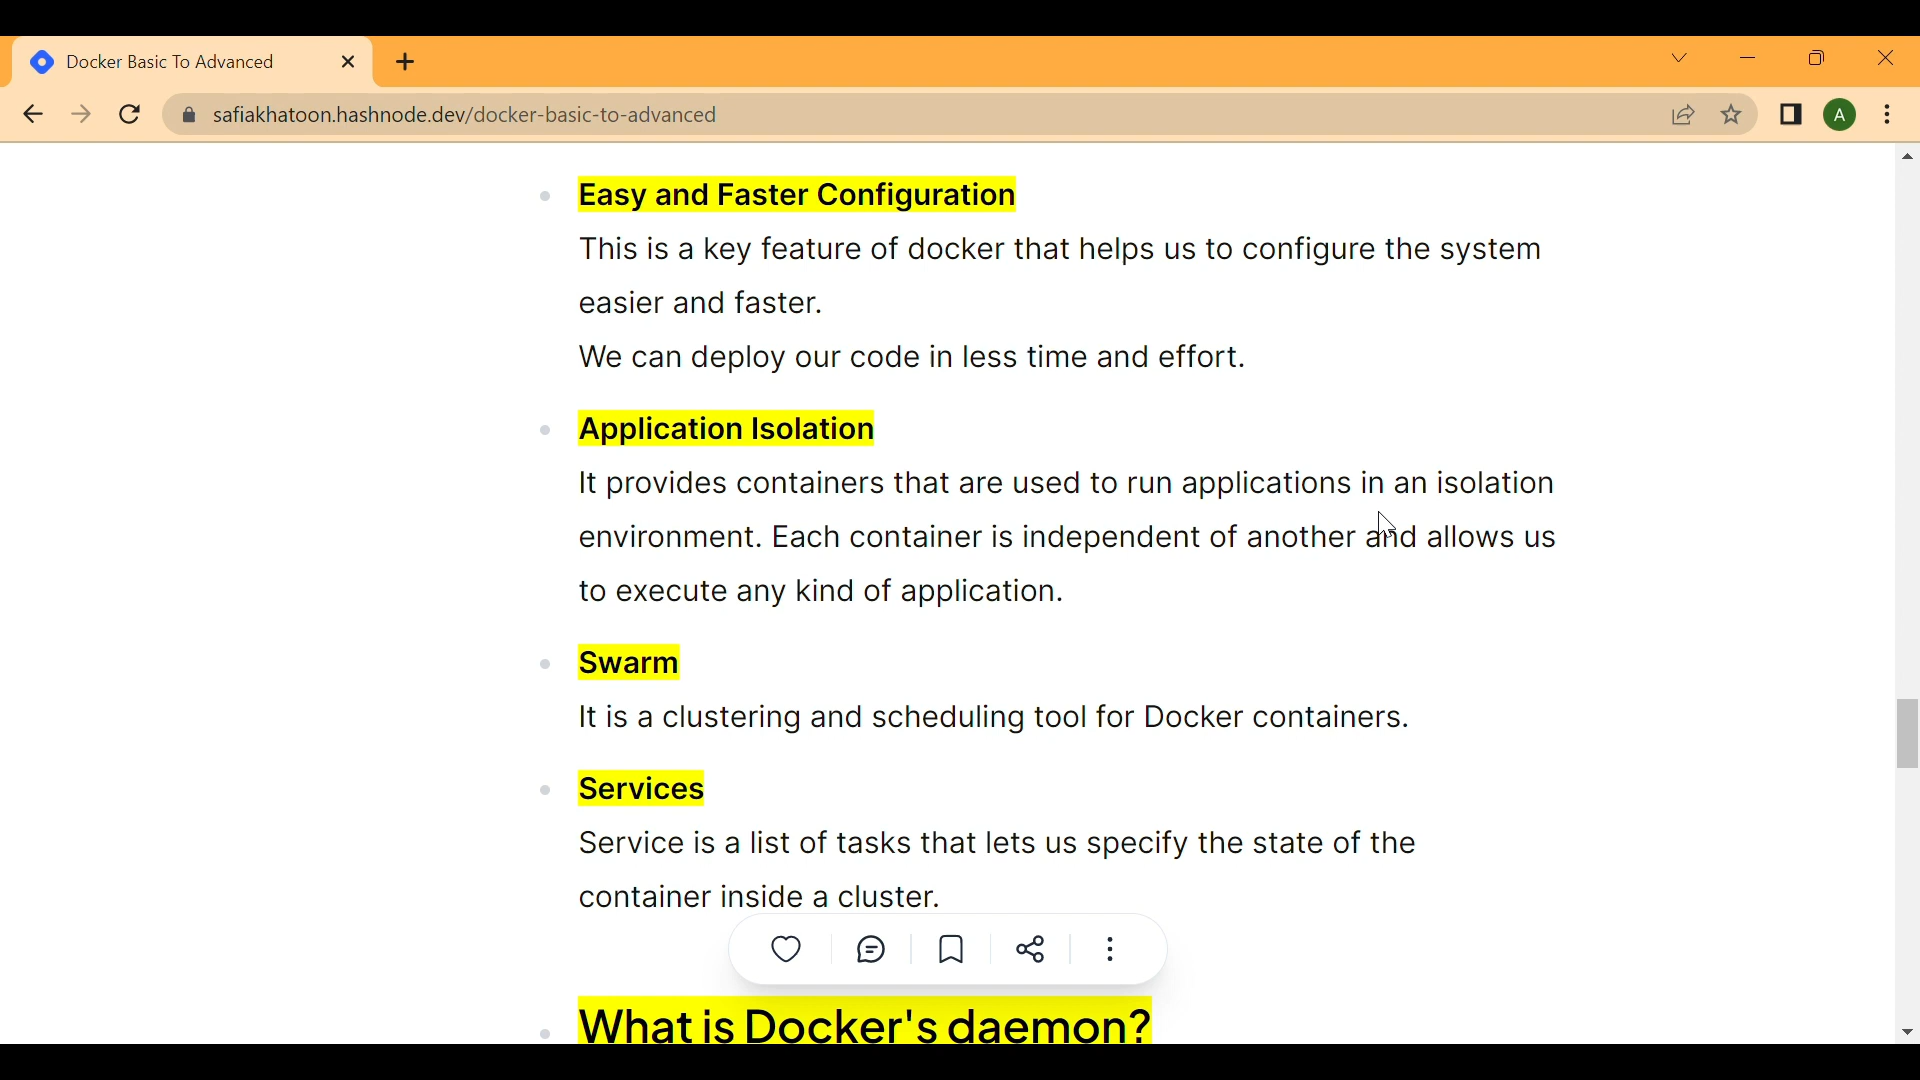 Docker Basic To Advanced
safiakhatoon.hashnode.dev/docker-basic-to-advanced
A
Easy and Faster Configuration
This is a key feature of docker that helps us to configure the system
easier and faster.
We can deploy our code in less time and effort.
Application Isolation
It provides containers that are used to run applications in an isolation
environment. Each container is independent of another and allows us
to execute any kind of application.
Swarm
It is a clustering and scheduling tool for Docker containers.
Services
Service is a list of tasks that lets us specify the state of the
container inside a cluster.
What is Docker's daemon?